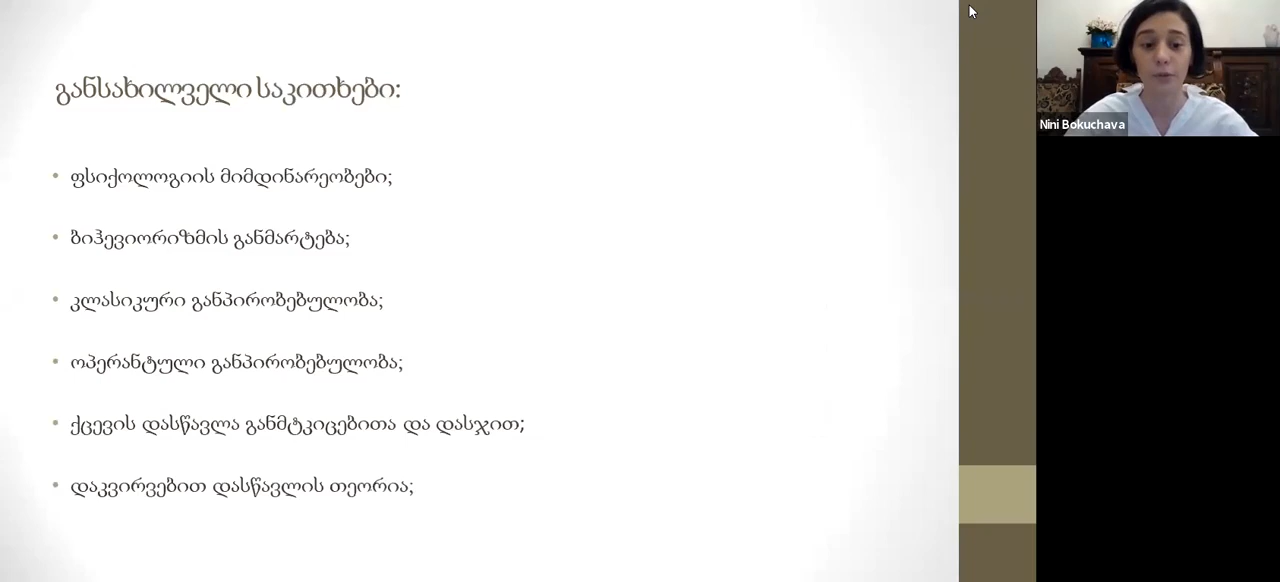 განსახილველი საკითხები:
• ფსიქოლოგიის მიმდინარეობები;
• ბიჰევიორიზმის განმარტება;
• კლასიკური განპირობებულობა;
• ოპერანტული განპირობებულობა;
• ქცევის დასწავლა განმტკიცებითა და დასჯით;
• დაკვირვებით დასწავლის თეორია;
Nini Bokuchava